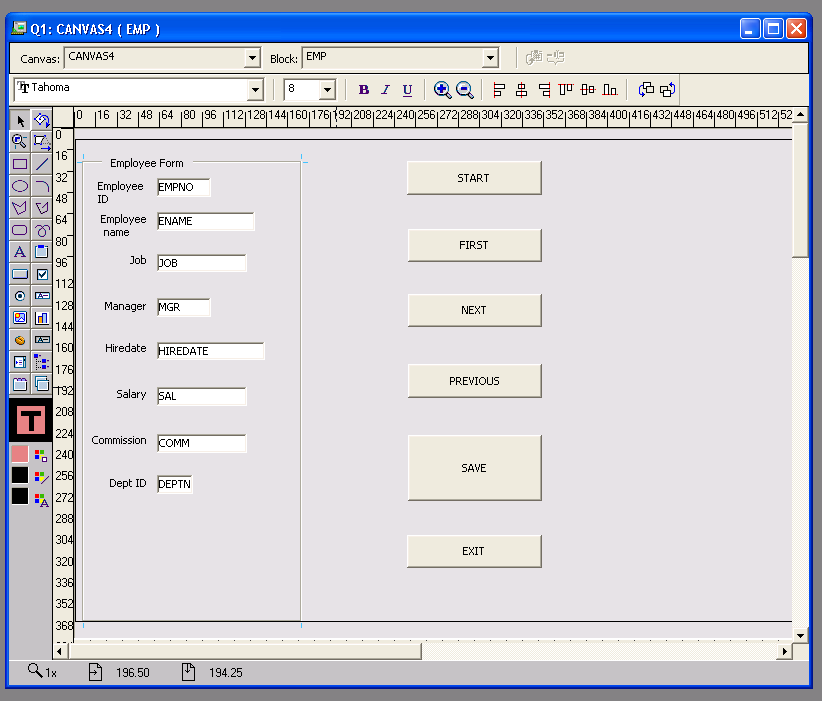 Q1: CANVAS4 ( EMP )
Canvas: CANVAS4 Block: EMP
Tahoma 8 B I U
0 16 32 48 64 80 96 112 128 144 160 176 192 208 224 240 256 272 288 304 320 336 352 368 384 400 416 432 448 464 480 496 512 52
0
16
32
48
64
80
96
112
128
144
160
176
192
208
224
240
256
272
288
304
320
336
352
368
Employee Form
Employee
ID
EMPNO
Employee
name
ENAME
Job JOB
Manager MGR
Hiredate HIREDATE
Salary SAL
Commission COMM
Dept ID DEPTN
START
FIRST
NEXT
PREVIOUS
SAVE
EXIT
A
T
1x 196.50 194.25